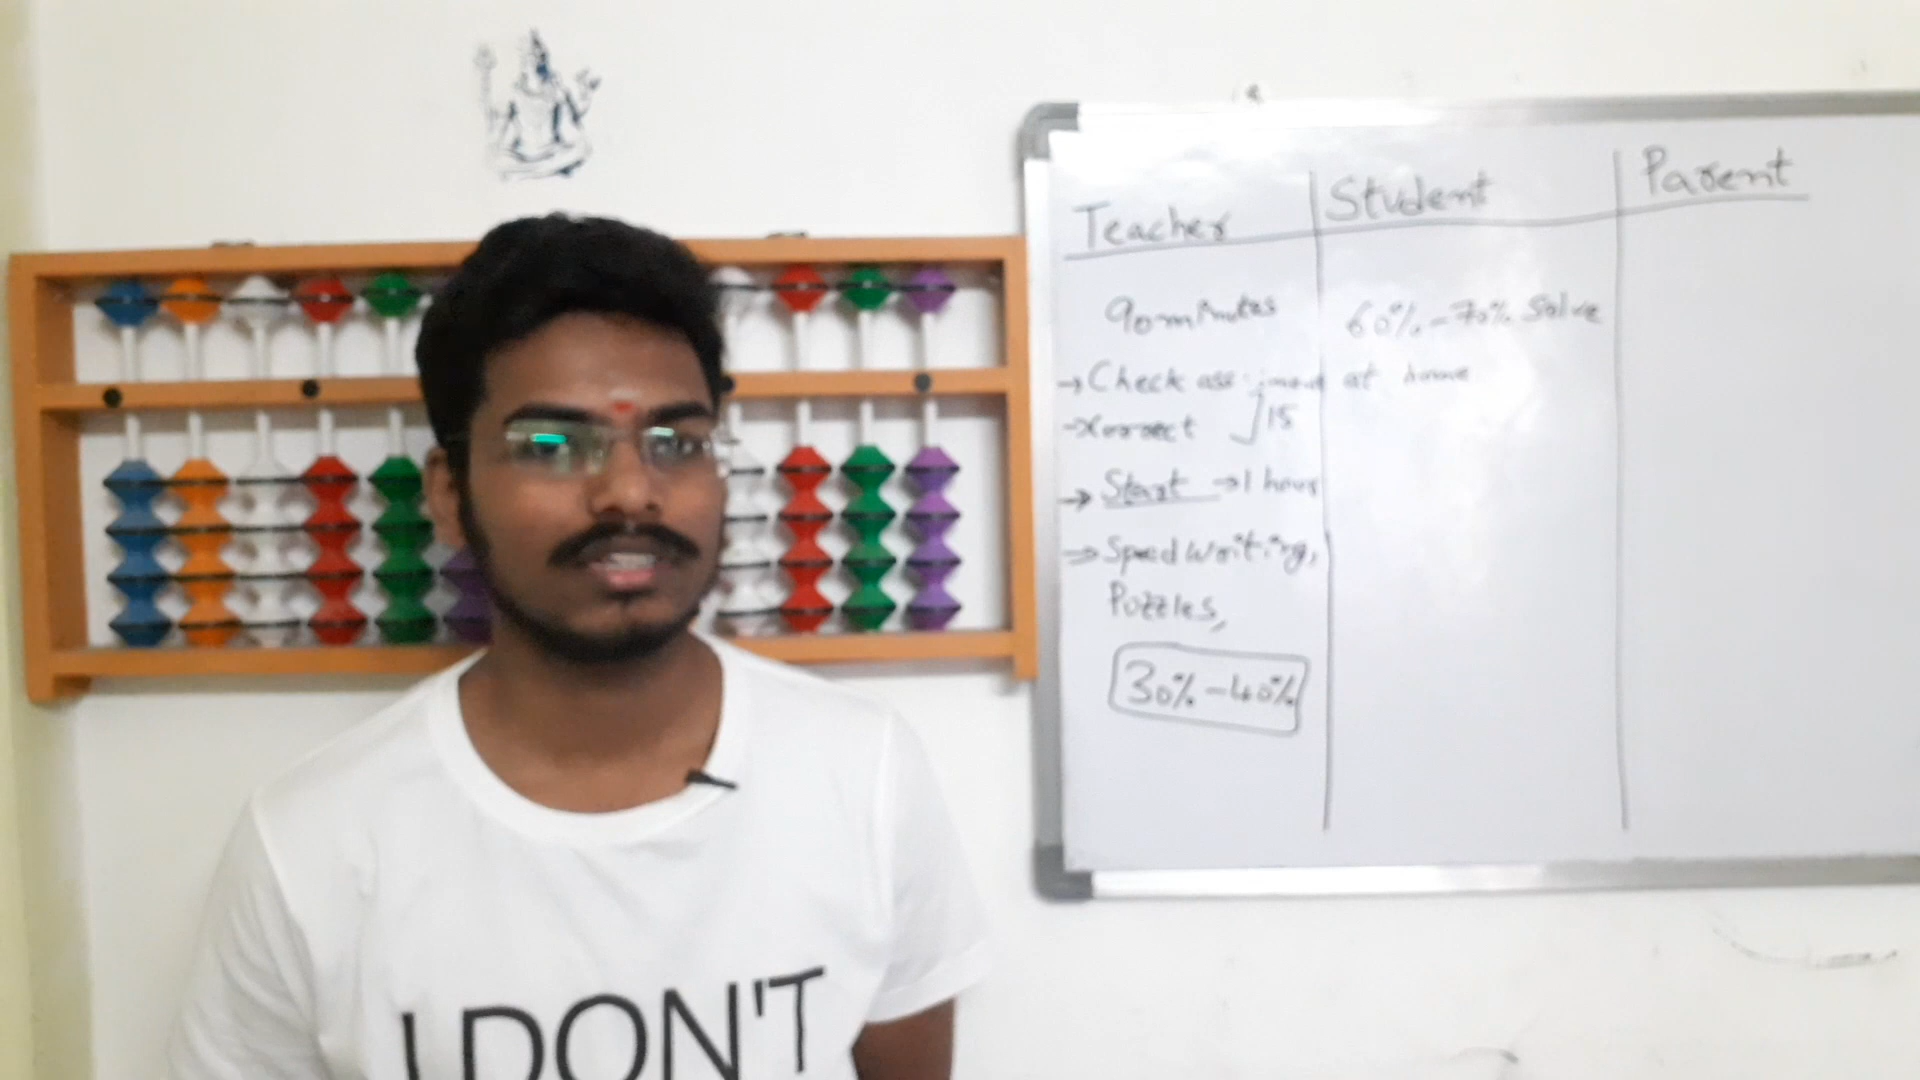 Teacher
Student
Parent
90 minutes
→ Check
→ correct ] 15
→ Start → 1 hour
→ Speed writing,
Puzzles,
30% - 40%
60% - 70% Solve
at home
I DON'T